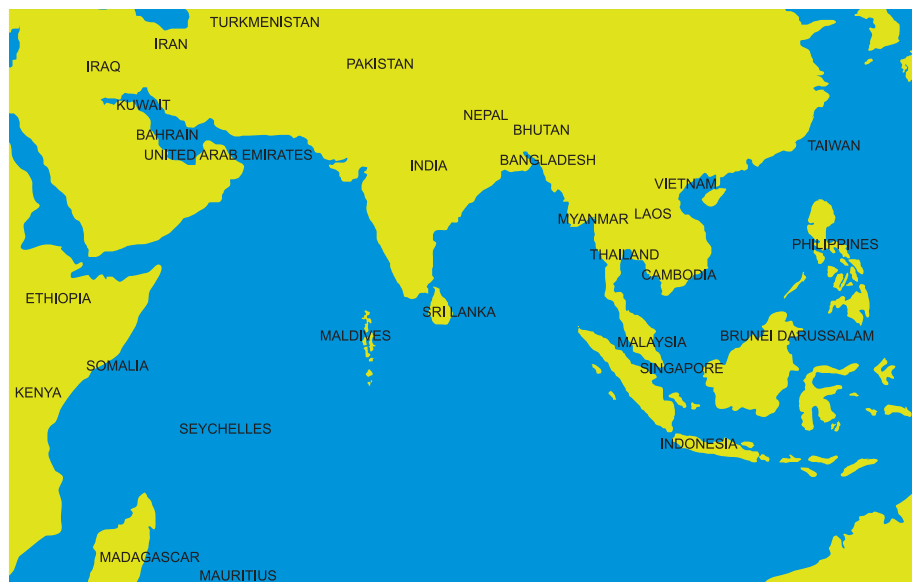 TURKMENISTAN
IRAN
PAKISTAN
IRAQ
KUWAIT
NEPAL
BAHRAIN
BHUTAN
TAIWAN
UNITED ARAB EMIRATES
BANGLADESH
INDIA
VIETNAM
LAOS
MYANMAR
PHILIPPINES
THAILAND
CAMBODIA
ETHIOPIA
SRI LANKA
MALDIVES
BRUNEI DARUSSALAM
MALAYSIA
SOMALIA
SINGAPORE
KENYA
SEYCHELLES
INDONESIA
MADAGASCAR
MAURITIUS